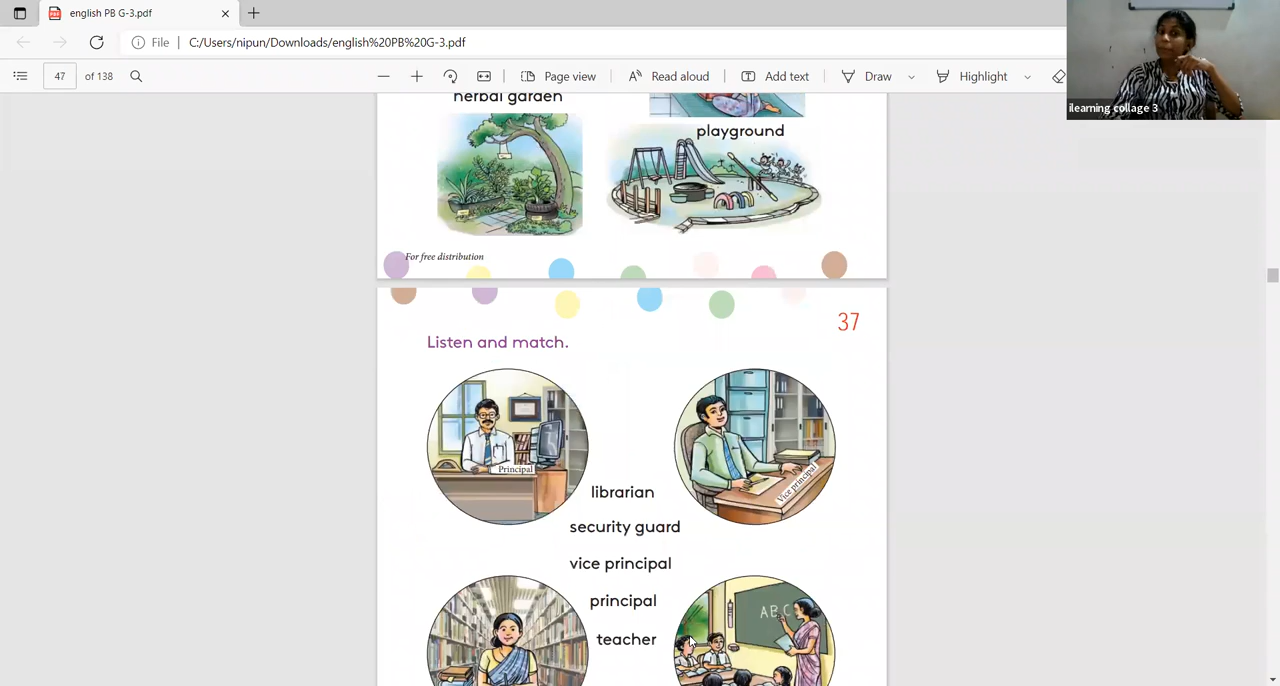 english PB G-3.pdf
File
C:/Users/nipun/Downloads/english%20PB%20G-3.pdf
47
of 138
Page view
Read aloud
Add text
Draw
Highlight
ilearning collage 3
herbal garden
playground
For free distribution
37
Listen and match.
Principal
Vice principal
librarian
security guard
vice principal
principal
teacher
ABC